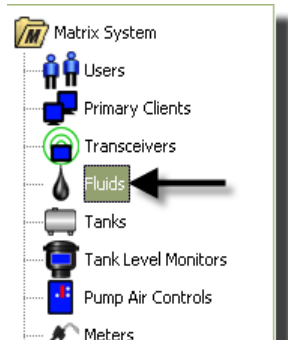 Matrix System
Users
Primary Clients
Transceivers
Fluids
Tanks
Tank Level Monitors
Pump Air Controls
Meters